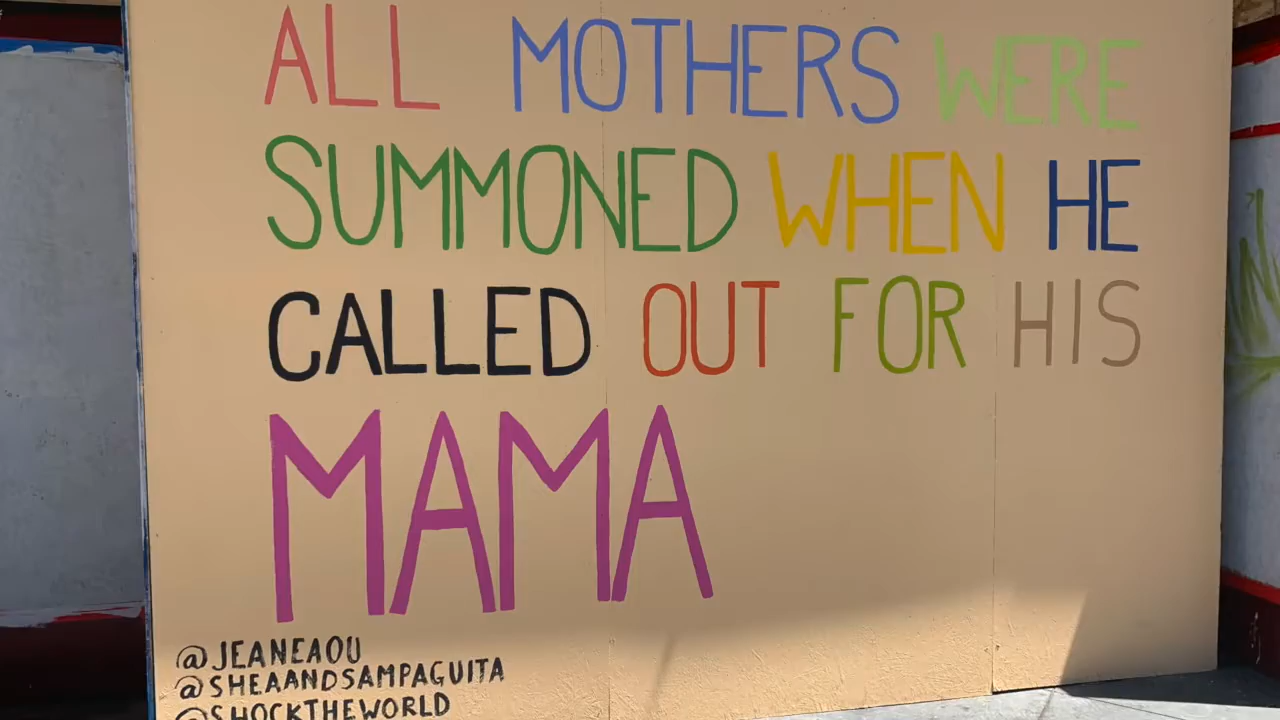 ALL MOTHERS WERE
SUMMONED WHEN HE
CALLED OUT FOR HIS
MAMA
@JEANEAOU
@SHEAANDSAMPAGUITA
@SHOCKTHEWORLD